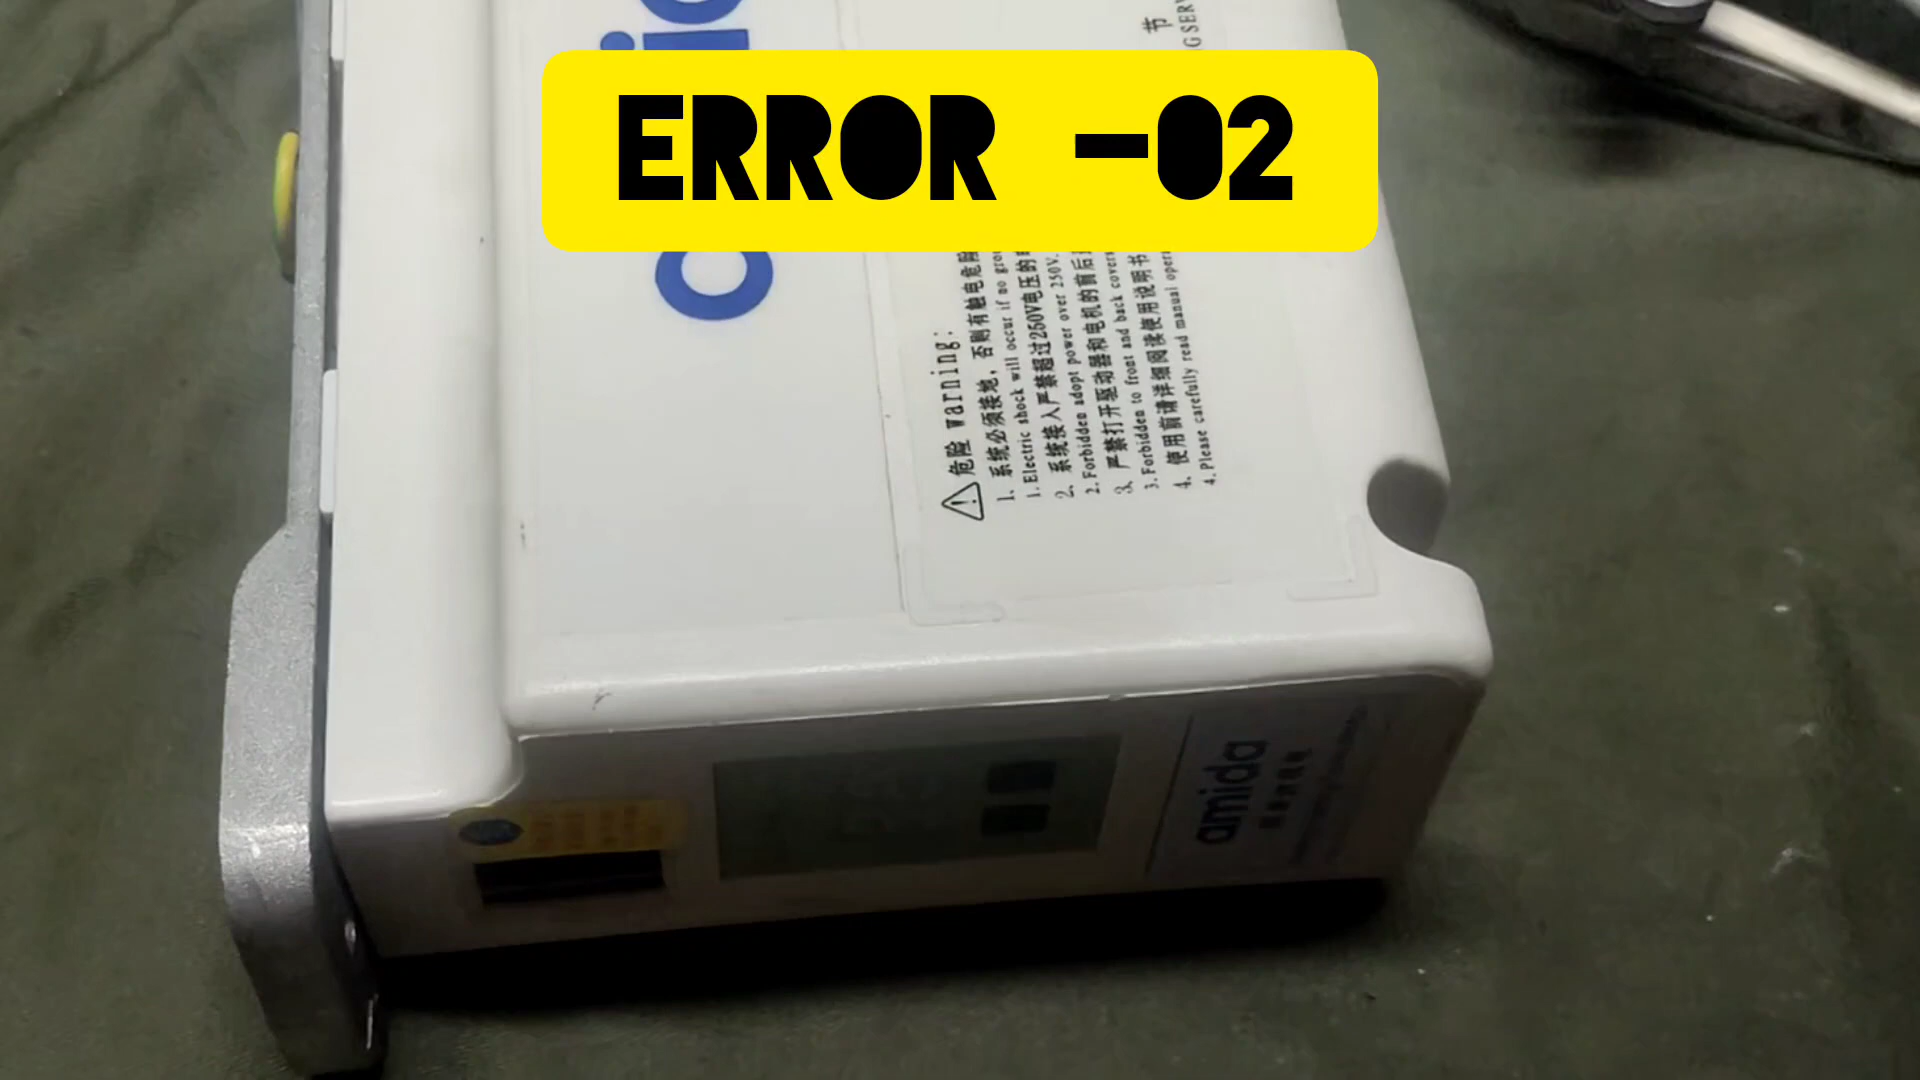 ERROR -02
节
G SERV
危险 warning:
1、系统必须接地，否则有触电危险
1. Electric shock will occur if no gro
2、系统接入严禁超过250V电压的
2. Forbidden adopt power over 250V.
3、严禁打开驱动器和电机的前后
3. Forbidden to front and back covers
4、使用前请详细阅读使用说明书
4. Please carefully read manual oper
amida